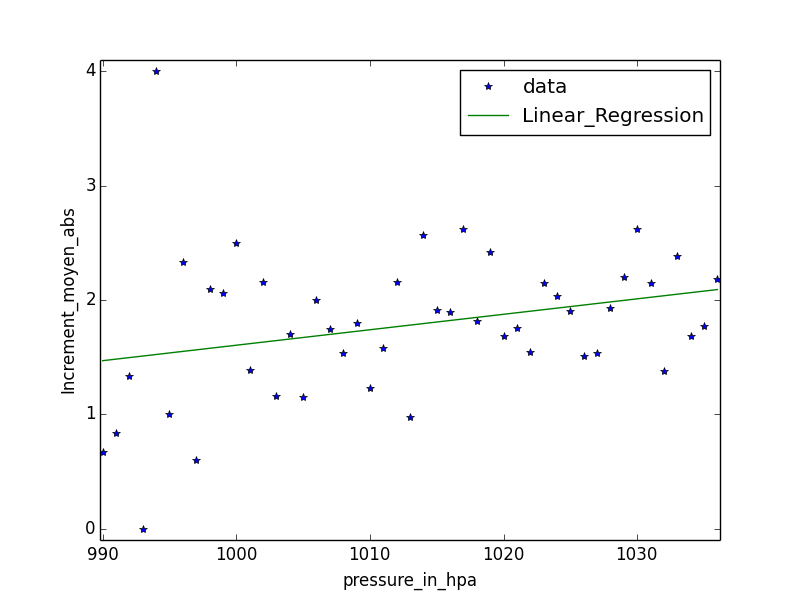 data
Linear_Regression
4
3
2
1
0
Increment_moyen_abs
990 1000 1010 1020 1030
pressure_in_hpa